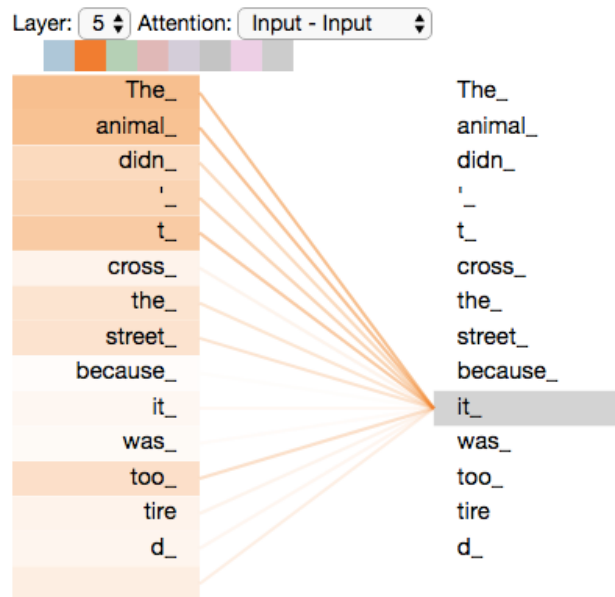 Layer: 5 Attention: Input - Input
The_ The_
animal_ animal_
didn_ didn_
'_ '_
t_ t_
cross_ cross_
the_ the_
street_ street_
because_ because_
it_ it_
was_ was_
too_ too_
tire tire
d_ d_